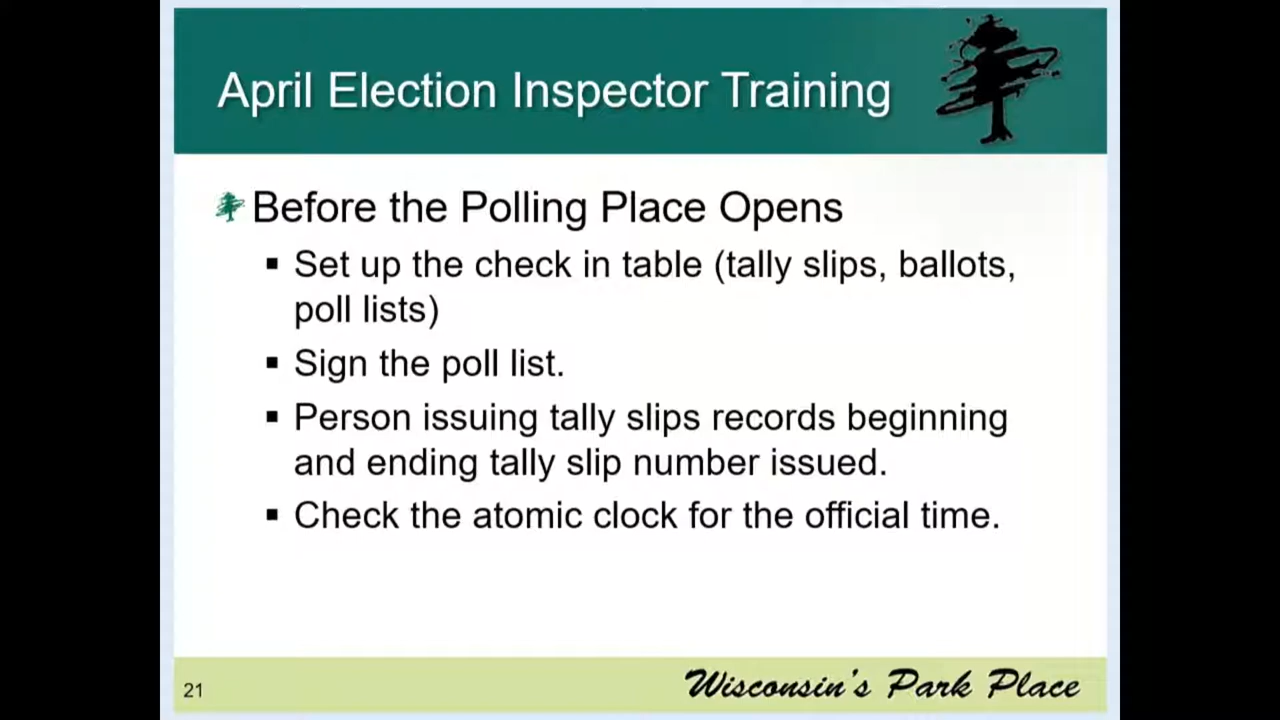 April Election Inspector Training
Before the Polling Place Opens
▪ Set up the check in table (tally slips, ballots,
poll lists)
▪ Sign the poll list.
▪ Person issuing tally slips records beginning
and ending tally slip number issued.
▪ Check the atomic clock for the official time.
21
Wisconsin's Park Place